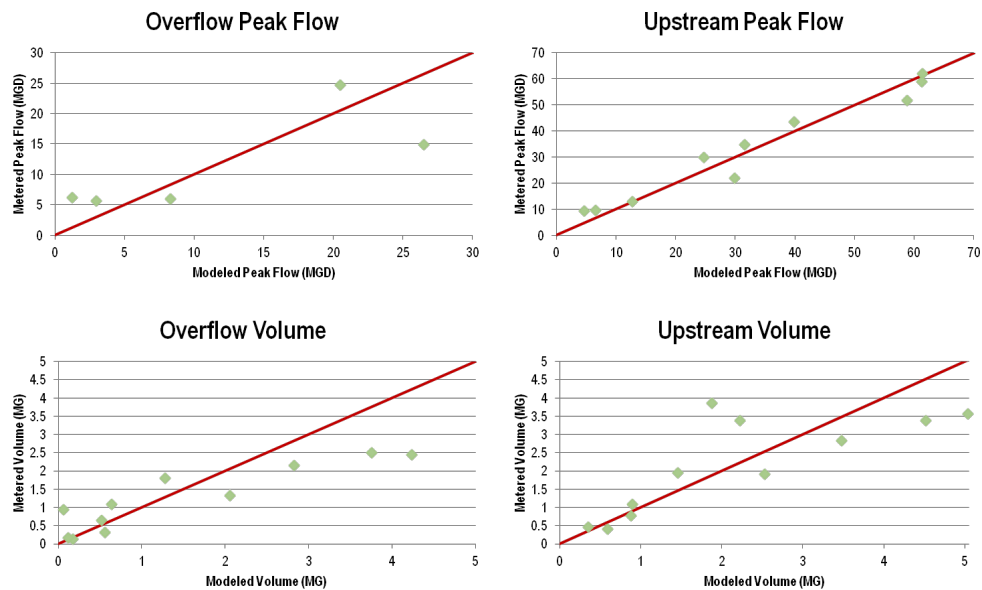 Overflow Peak Flow
Metered Peak Flow (MGD)
30
25
20
15
10
5
0
0 5 10 15 20 25 30
Modeled Peak Flow (MGD)
Upstream Peak Flow
Metered Peak Flow (MGD)
70
60
50
40
30
20
10
0
0 10 20 30 40 50 60 70
Modeled Peak Flow (MGD)
Overflow Volume
Metered Volume (MG)
5
4.5
4
3.5
3
2.5
2
1.5
1
0.5
0
0 1 2 3 4 5
Modeled Volume (MG)
Upstream Volume
Metered Volume (MG)
5
4.5
4
3.5
3
2.5
2
1.5
1
0.5
0
0 1 2 3 4 5
Modeled Volume (MG)